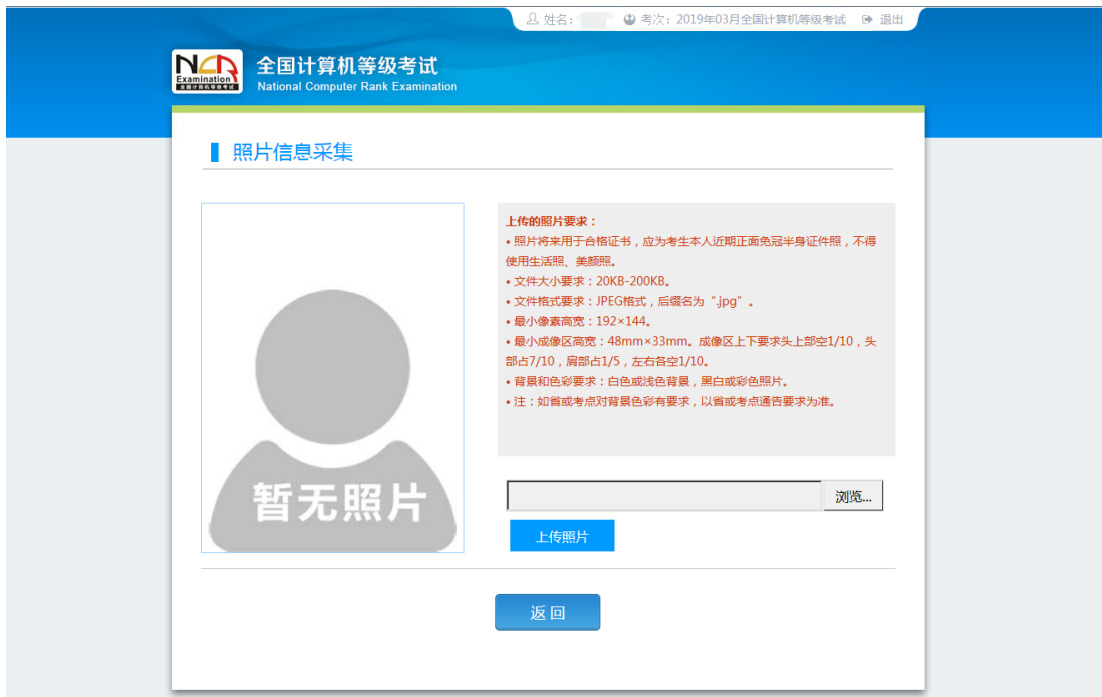 姓名： 考次：2019年03月全国计算机等级考试 退出
NCR
Examination
全国计算机等级考试
全国计算机等级考试
National Computer Rank Examination
照片信息采集
上传的照片要求：
• 照片将来用于合格证书，应为考生本人近期正面免冠半身证件照，不得
使用生活照、美颜照。
• 文件大小要求：20KB-200KB。
• 文件格式要求：JPEG格式，后缀名为“.jpg”。
• 最小像素高宽：192×144。
• 最小成像区高宽：48mm×33mm。成像区上下要求头上部空1/10，头
部占7/10，肩部占1/5，左右各空1/10。
• 背景和色彩要求：白色或浅色背景，黑白或彩色照片。
• 注：如省或考点对背景色彩有要求，以省或考点通告要求为准。
暂无照片
浏览...
上传照片
返回